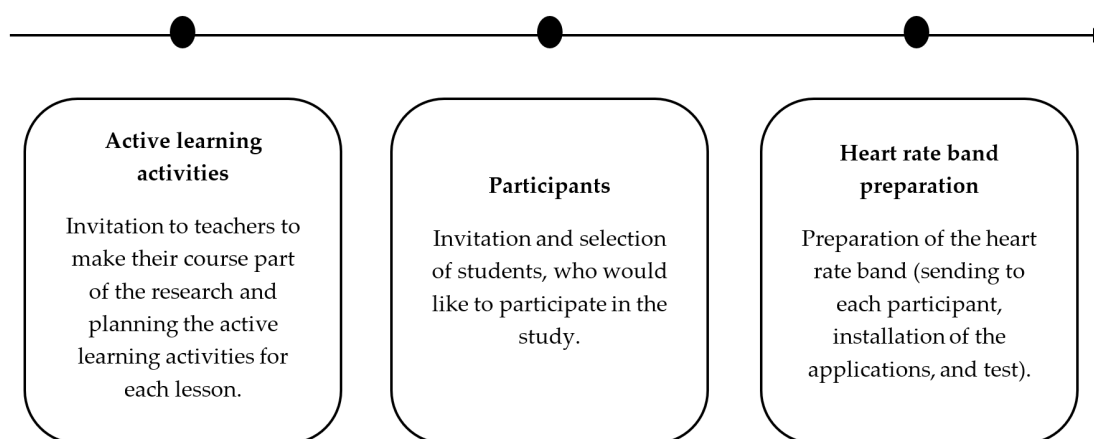 Active learning
activities
Invitation to teachers to
make their course part
of the research and
planning the active
learning activities for
each lesson.
Participants
Invitation and selection
of students, who would
like to participate in the
study.
Heart rate band
preparation
Preparation of the heart
rate band (sending to
each participant,
installation of the
applications, and test).